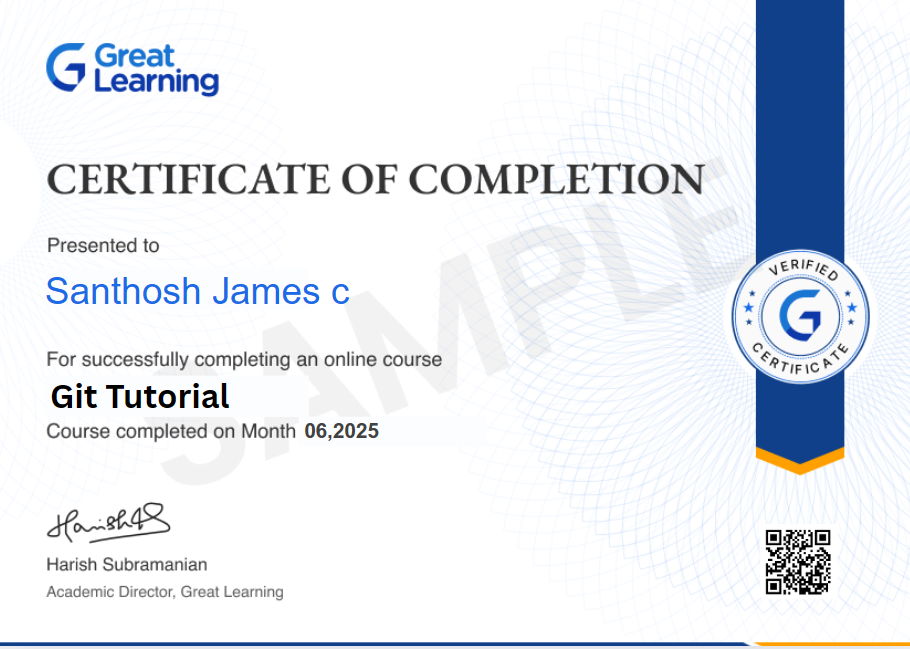 Great
Learning
CERTIFICATE OF COMPLETION
Presented to
Santhosh James c
SAMPLE
VERIFIED
G
CERTIFICATE
For successfully completing an online course
Git Tutorial
Course completed on Month 06,2025
Harish Subramanian
Academic Director, Great Learning